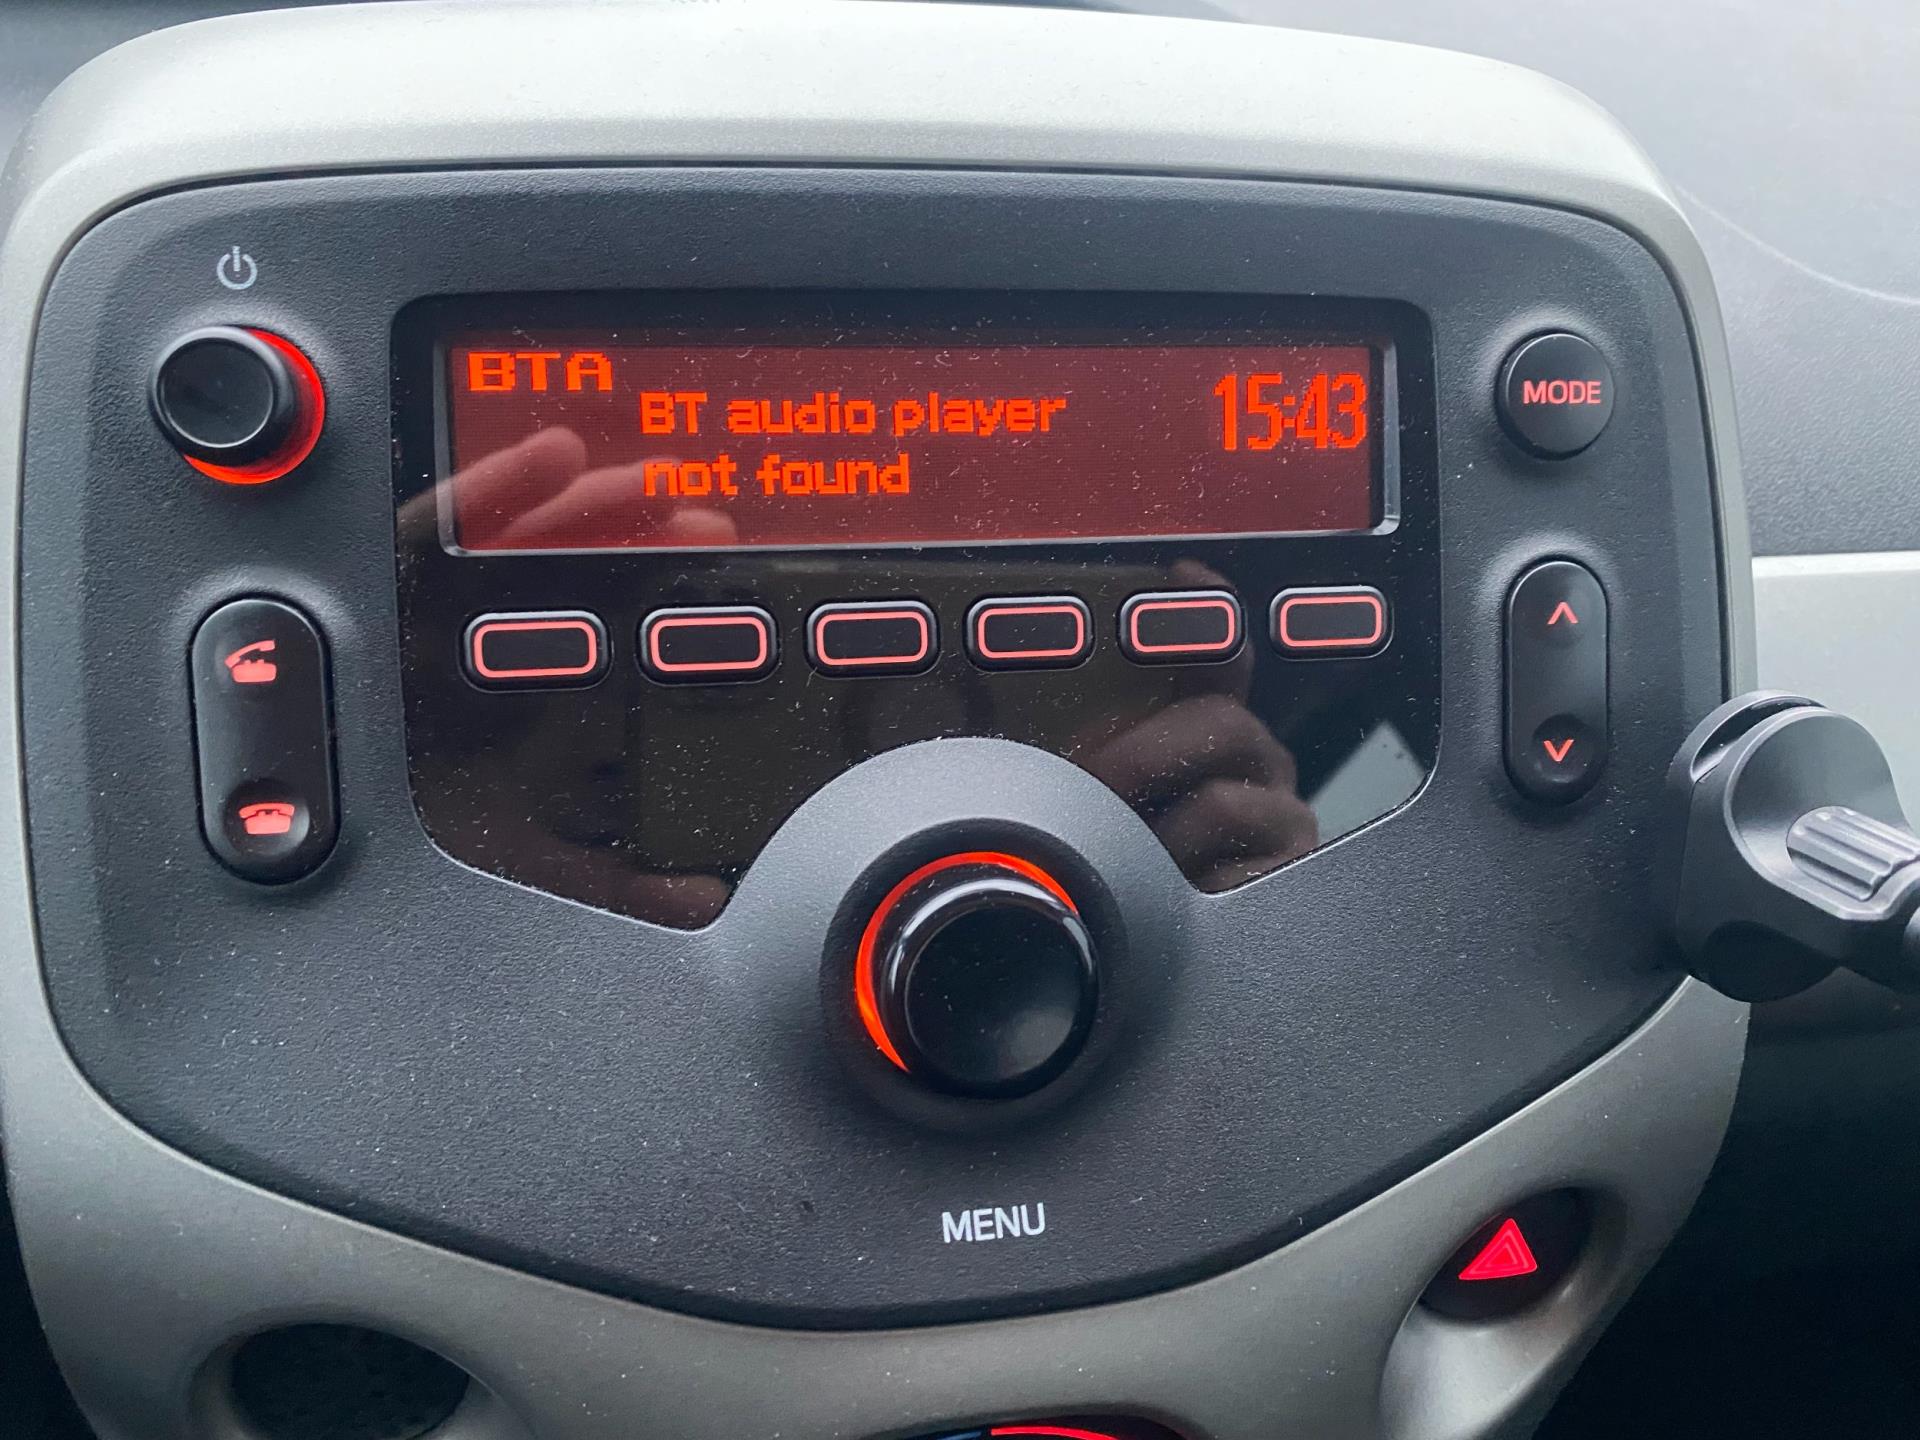 BTA
BT audio player
not found
15:43
MODE
MENU